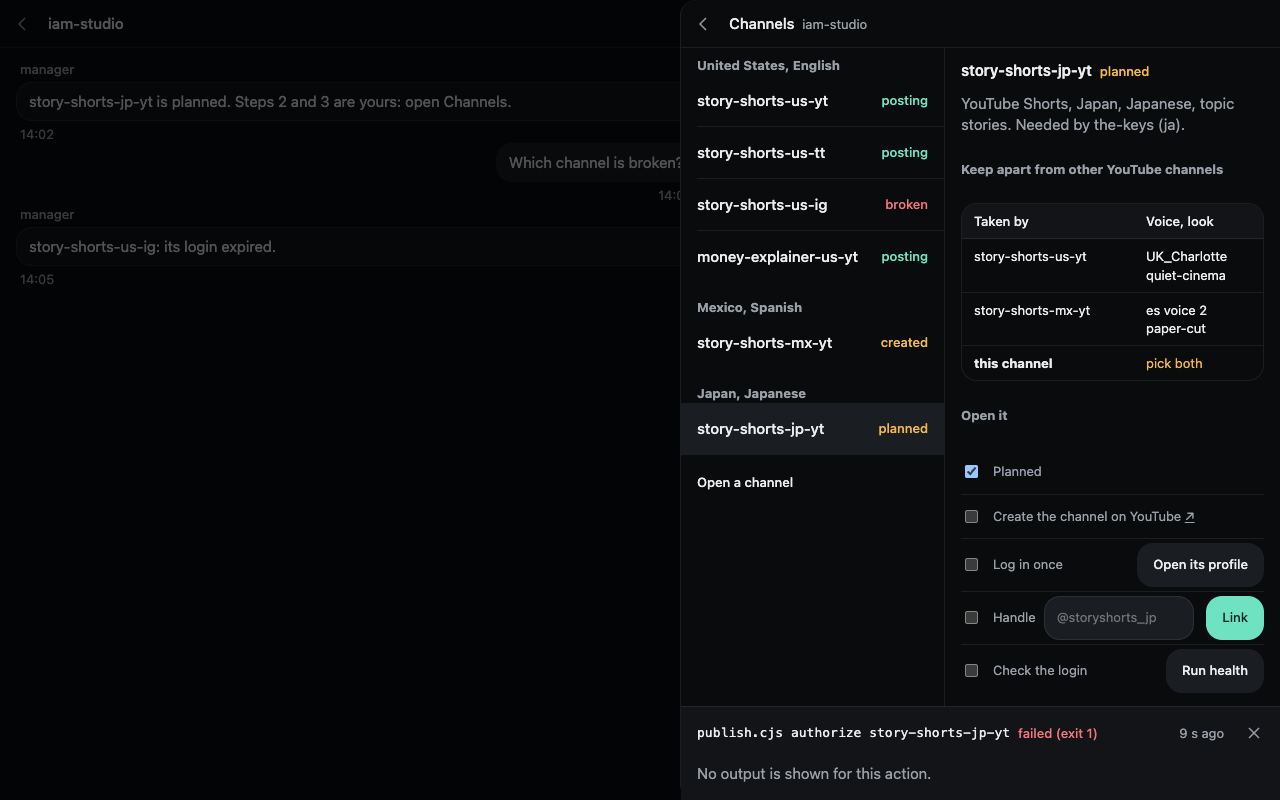 iam-studio
manager
story-shorts-jp-yt is planned. Steps 2 and 3 are yours: open Channels.
14:02
Which channel is broken?
manager
story-shorts-us-ig: its login expired.
14:05
Channels iam-studio
United States, English
story-shorts-us-yt posting
story-shorts-us-tt posting
story-shorts-us-ig broken
money-explainer-us-yt posting
Mexico, Spanish
story-shorts-mx-yt created
Japan, Japanese
story-shorts-jp-yt planned
Open a channel
story-shorts-jp-yt planned
YouTube Shorts, Japan, Japanese, topic
stories. Needed by the-keys (ja).
Keep apart from other YouTube channels
Taken by Voice, look
story-shorts-us-yt UK_Charlotte
quiet-cinema
story-shorts-mx-yt es voice 2
paper-cut
this channel pick both
Open it
Planned
Create the channel on YouTube ↗
Log in once Open its profile
Handle @storyshorts_jp Link
Check the login Run health
publish.cjs authorize story-shorts-jp-yt failed (exit 1) 9 s ago
No output is shown for this action.